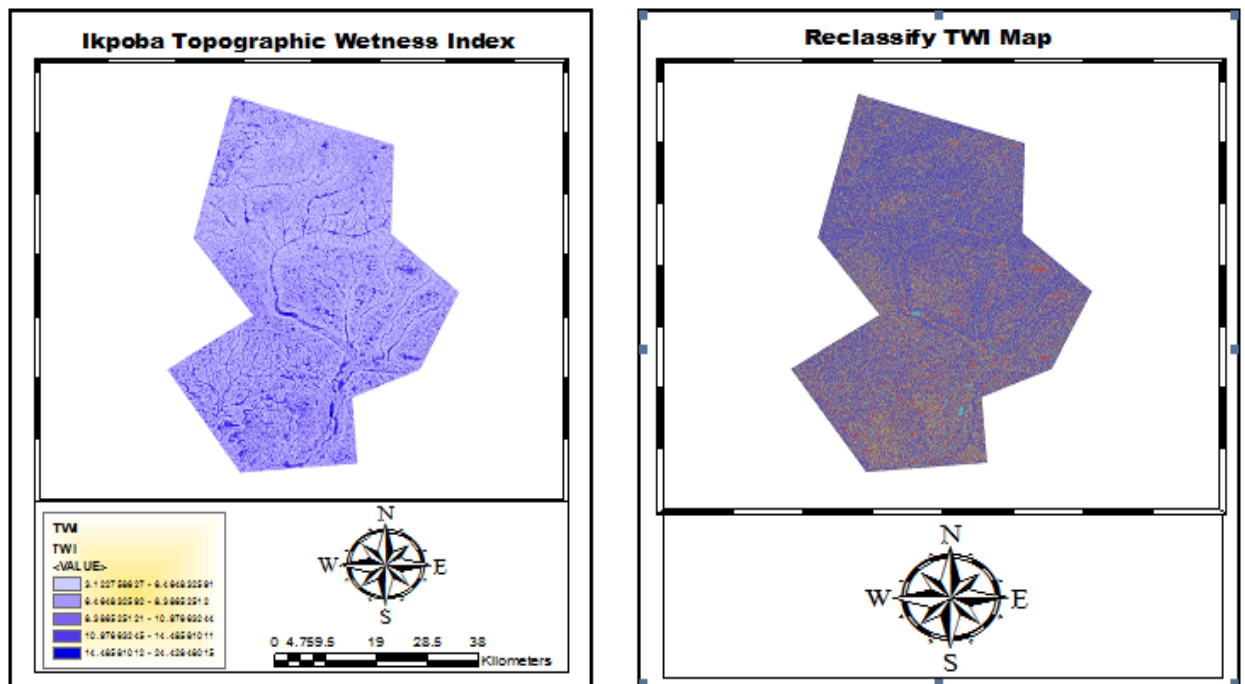 Ikpoba Topographic Wetness Index
TWI
TWI
<VALUE>
N
W
E
S
0 4.759.5 19 28.5 38
Kilometers
Reclassify TWI Map
N
W
E
S